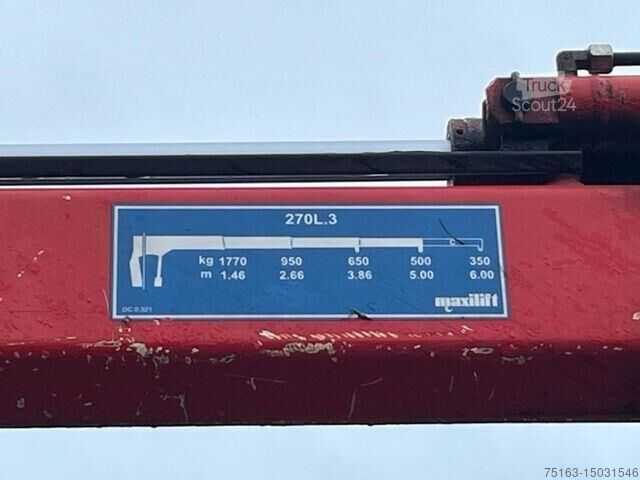 Truck
Scout24
270L.3
kg 1770 950 650 500 350
m 1.46 2.66 3.86 5.00 6.00
maxilift
DC 0.321
75163-15031546